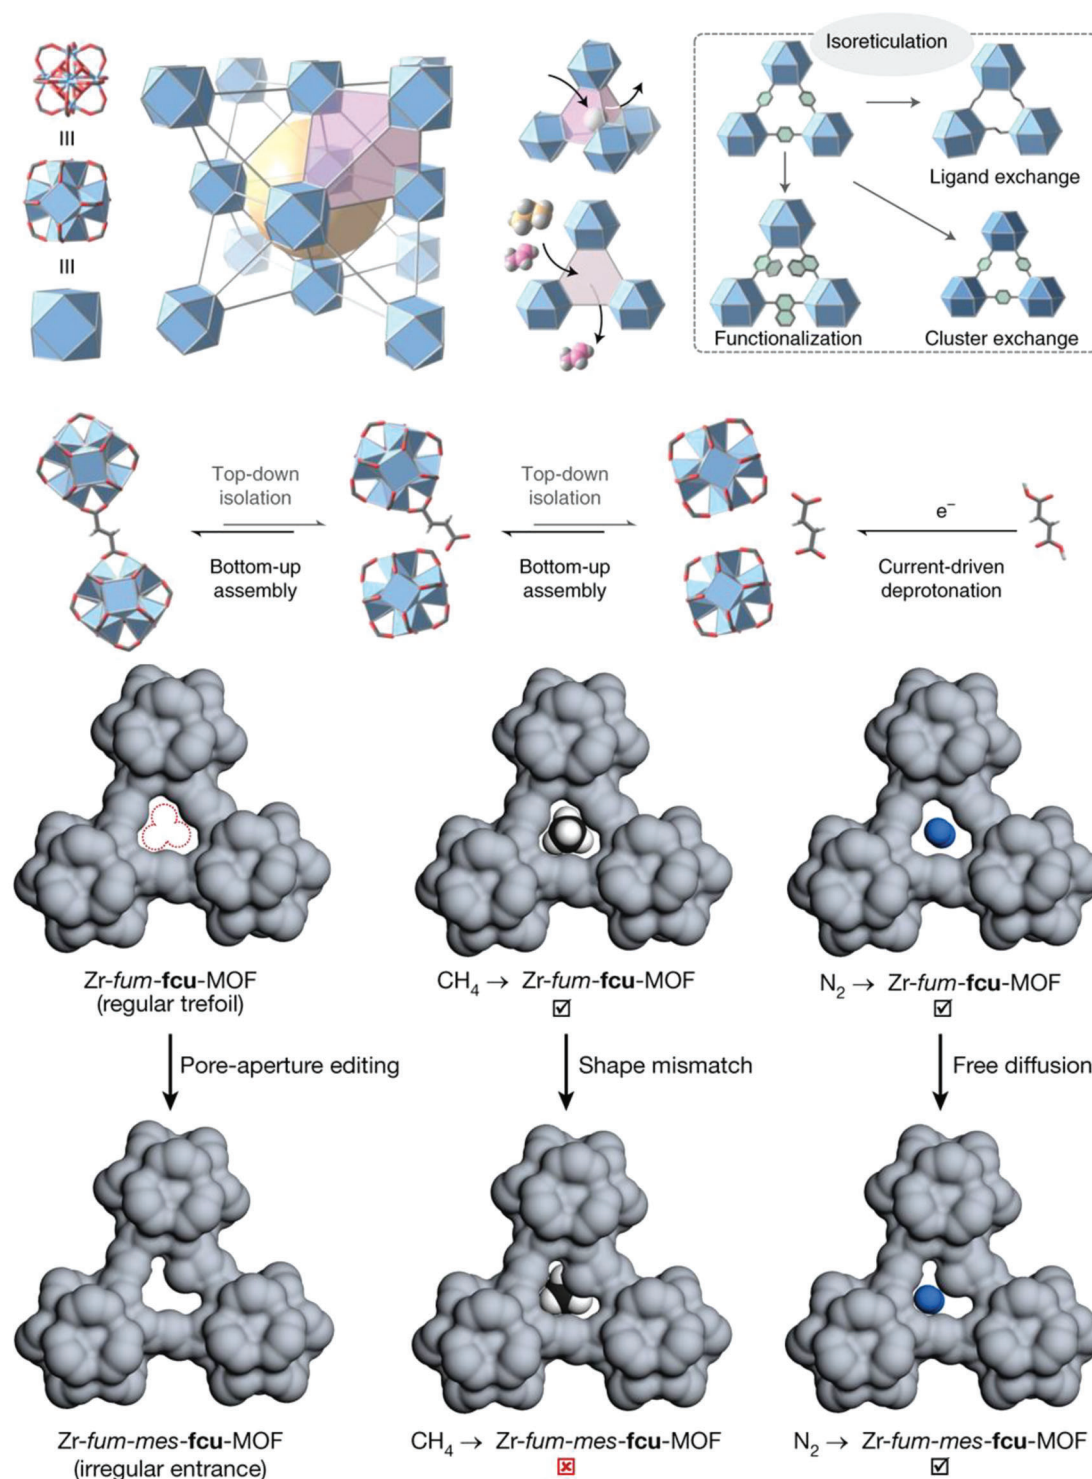 Isoreticulation
Ligand exchange
Functionalization
Cluster exchange
Top-down
isolation
Bottom-up
assembly
Top-down
isolation
Bottom-up
assembly
e⁻
Current-driven
deprotonation
Zr-fum-fcu-MOF
(regular trefoil)
CH₄ → Zr-fum-fcu-MOF
☑
N₂ → Zr-fum-fcu-MOF
☑
Pore-aperture editing
Shape mismatch
Free diffusion
Zr-fum-mes-fcu-MOF
(irregular entrance)
CH₄ → Zr-fum-mes-fcu-MOF
☒
N₂ → Zr-fum-mes-fcu-MOF
☑